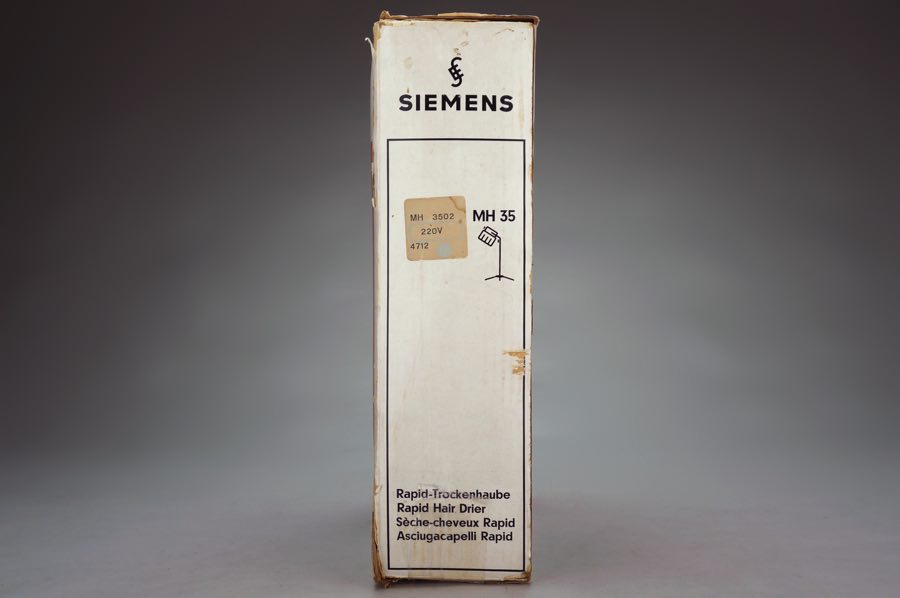 SIEMENS
MH 3502
220V
4712
MH 35
Rapid-Trockenhaube
Rapid Hair Drier
Sèche-cheveux Rapid
Asciugacapelli Rapid